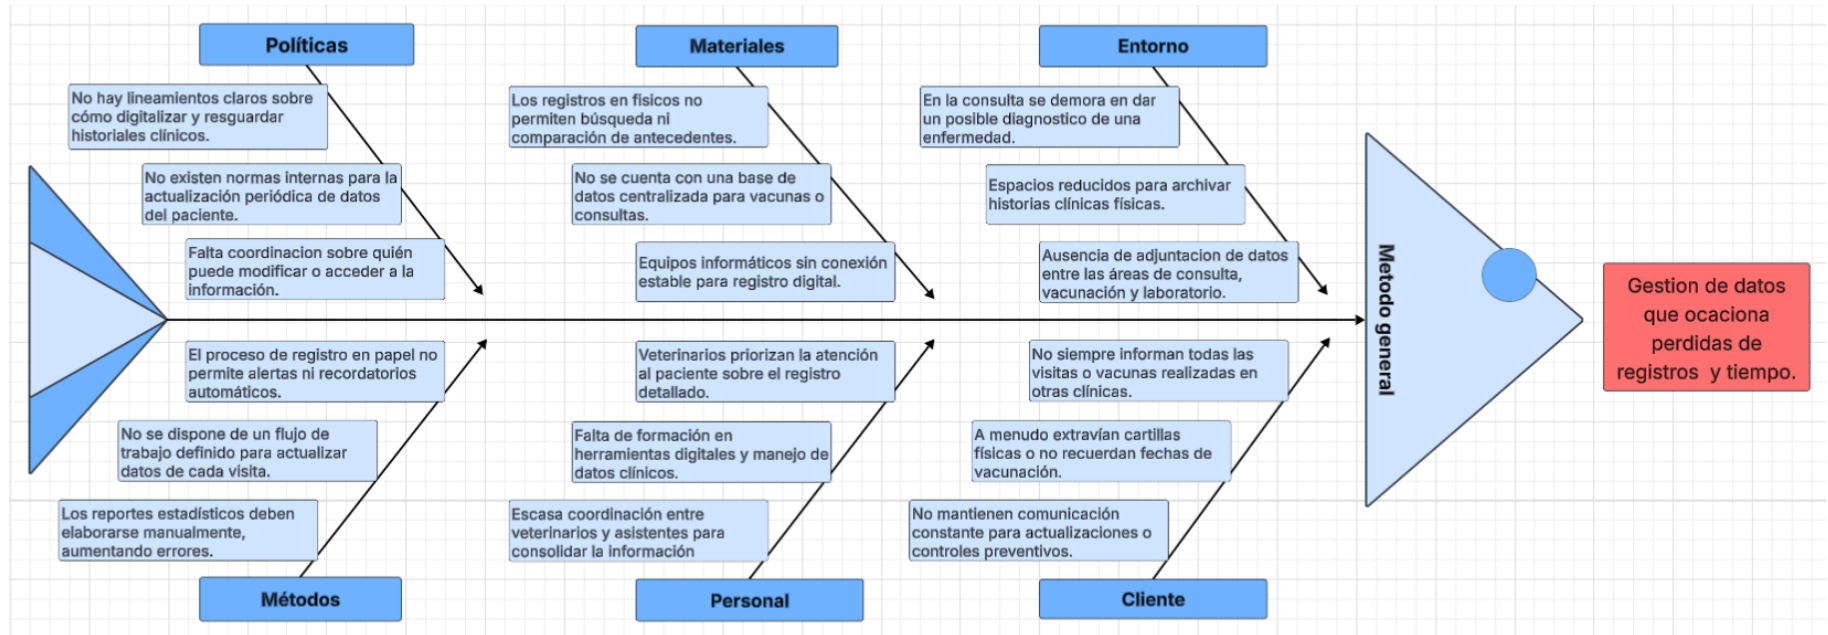 Políticas
Materiales
Entorno
No hay lineamientos claros sobre
cómo digitalizar y resguardar
historiales clínicos.
Los registros en fisicos no
permiten búsqueda ni
comparación de antecedentes.
En la consulta se demora en dar
un posible diagnostico de una
enfermedad.
No existen normas internas para la
actualización periódica de datos
del paciente.
No se cuenta con una base de
datos centralizada para vacunas o
consultas.
Espacios reducidos para archivar
historias clínicas físicas.
Falta coordinacion sobre quién
puede modificar o acceder a la
información.
Equipos informáticos sin conexión
estable para registro digital.
Ausencia de adjuntacion de datos
entre las áreas de consulta,
vacunación y laboratorio.
Metodo general
Gestion de datos
que ocaciona
perdidas de
registros y tiempo.
El proceso de registro en papel no
permite alertas ni recordatorios
automáticos.
Veterinarios priorizan la atención
al paciente sobre el registro
detallado.
No siempre informan todas las
visitas o vacunas realizadas en
otras clínicas.
No se dispone de un flujo de
trabajo definido para actualizar
datos de cada visita.
Falta de formación en
herramientas digitales y manejo de
datos clínicos.
A menudo extravían cartillas
físicas o no recuerdan fechas de
vacunación.
Los reportes estadísticos deben
elaborarse manualmente,
aumentando errores.
Escasa coordinación entre
veterinarios y asistentes para
consolidar la información
No mantienen comunicación
constante para actualizaciones o
controles preventivos.
Métodos
Personal
Cliente